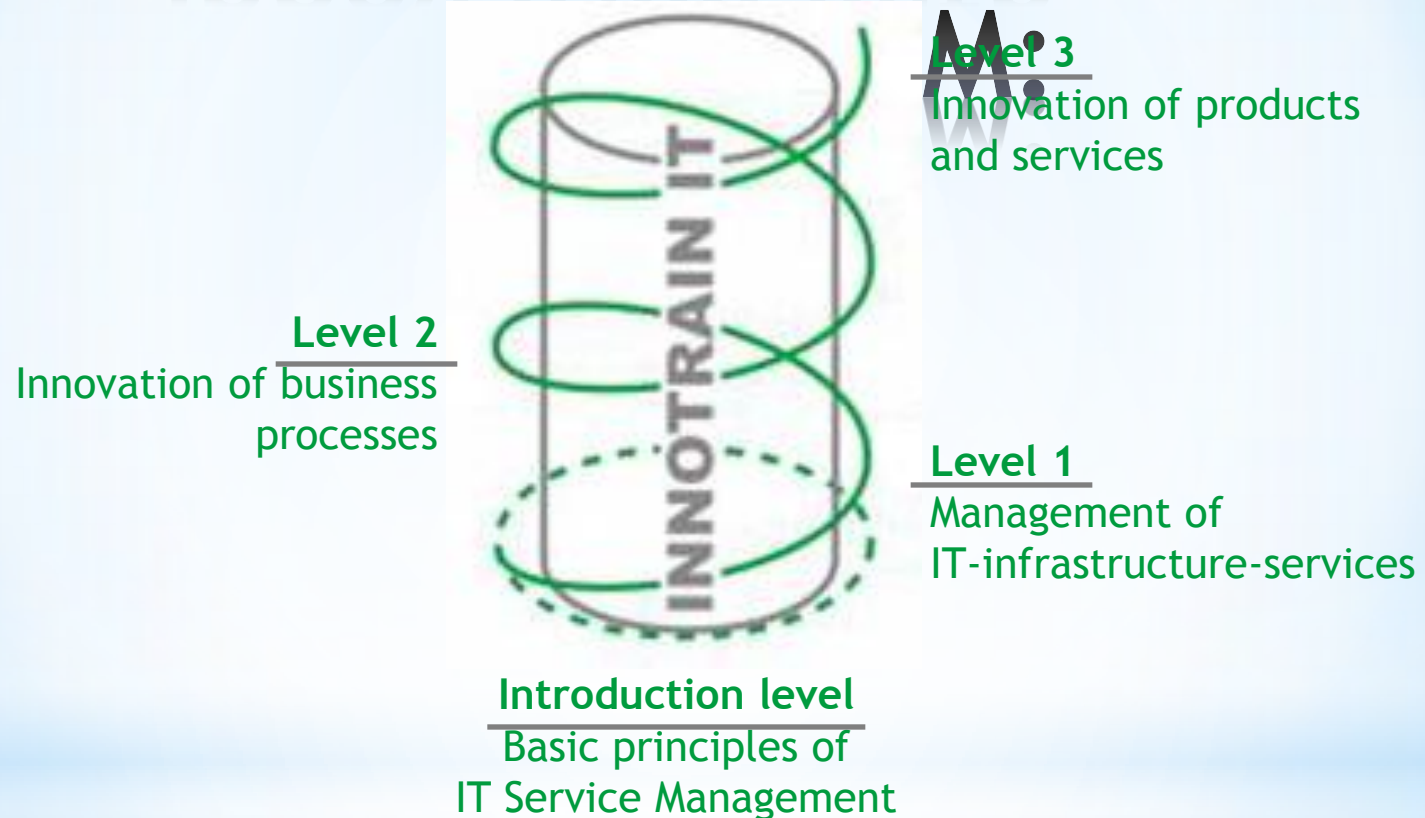 M:
Level 3
Innovation of products
and services
INNOTRAIN IT
Level 2
Innovation of business
processes
Level 1
Management of
IT-infrastructure-services
Introduction level
Basic principles of
IT Service Management